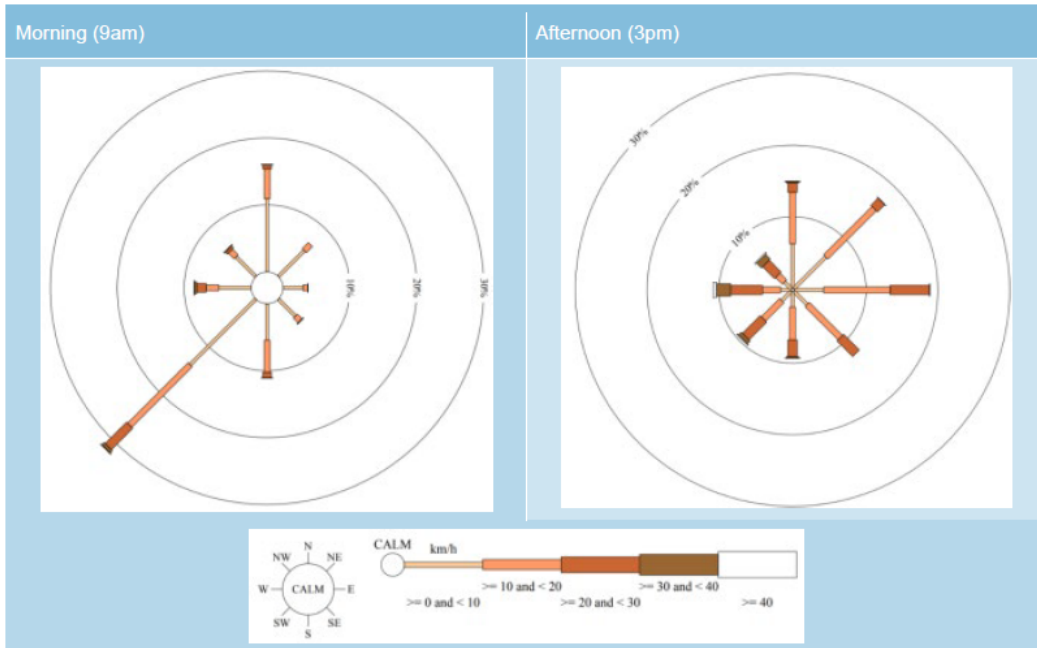 Morning (9am)
Afternoon (3pm)
10%
20%
30%
30%
20%
10%
N
NW
NE
W
CALM
E
SW
SE
S
CALM
km/h
>= 0 and < 10
>= 10 and < 20
>= 20 and < 30
>= 30 and < 40
>= 40